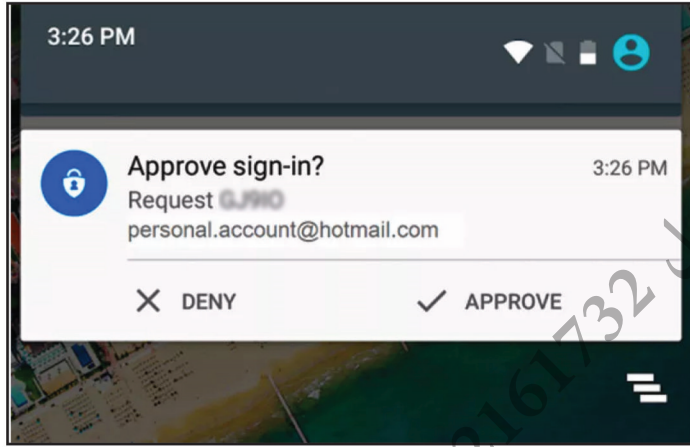 3:26 PM
Approve sign-in?
3:26 PM
Request
personal.account@hotmail.com
DENY
APPROVE